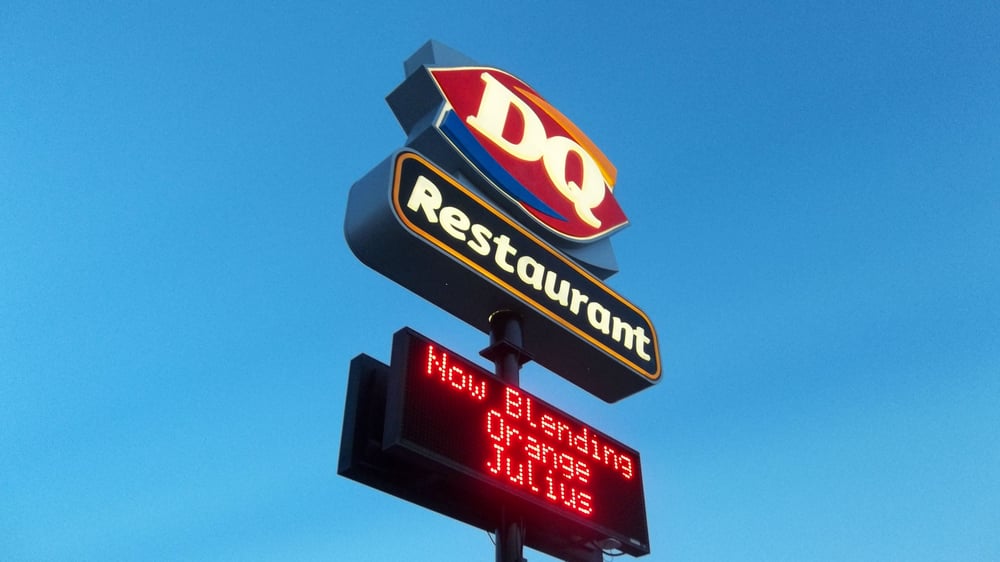 DQ
Restaurant
Now Blending
Orange
Julius